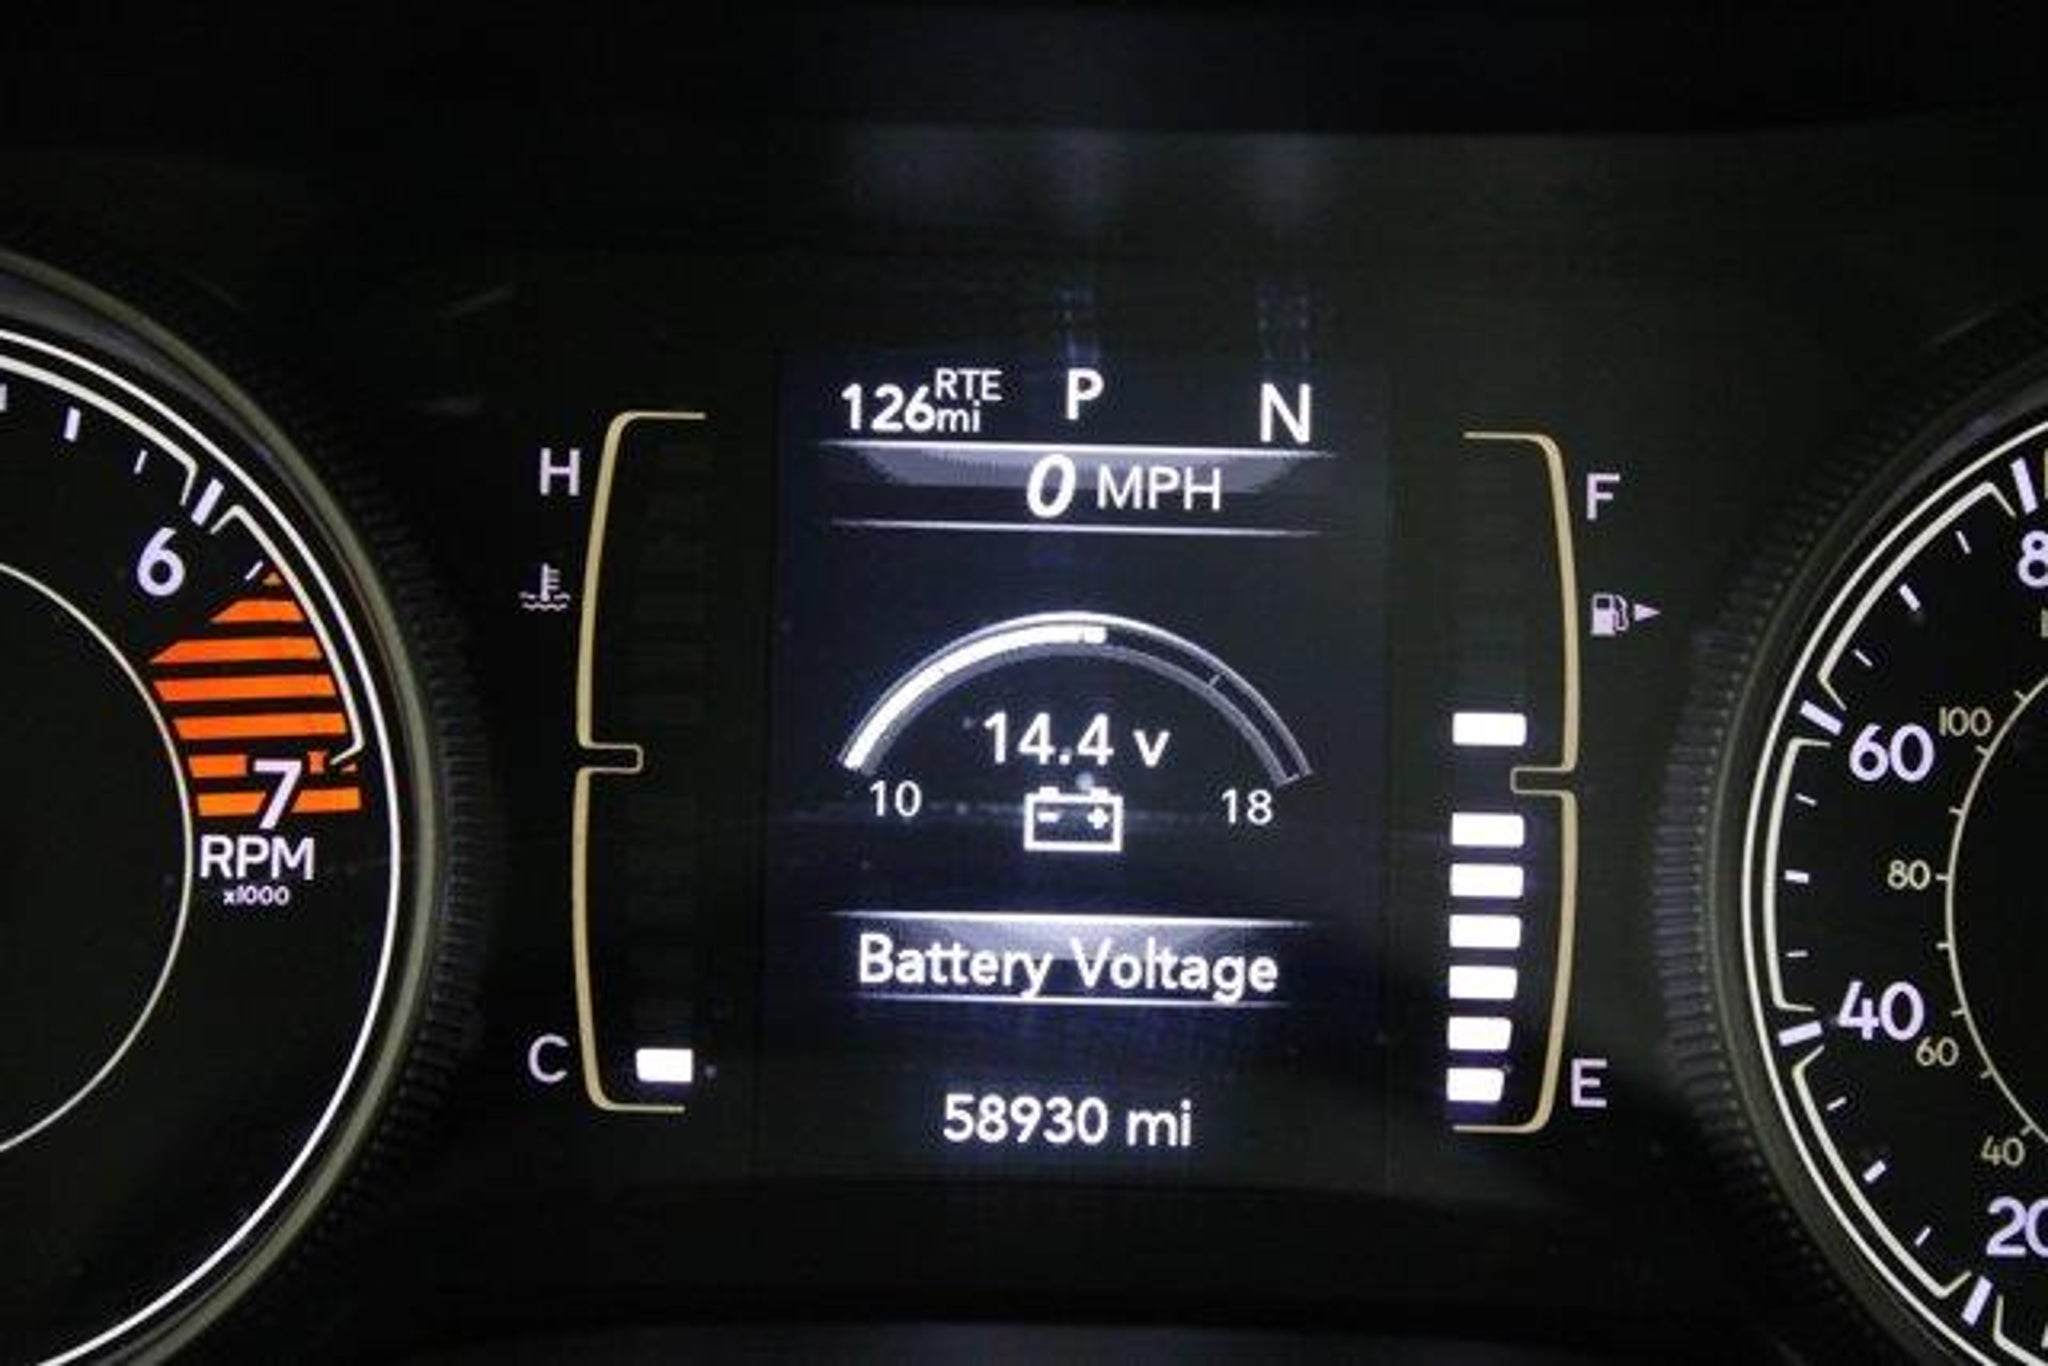 126 RTE mi P N
0 MPH
H
F
6
7
RPM
x1000
14.4 v
10 18
- +
Battery Voltage
C
E
58930 mi
60
100
80
40
60
40